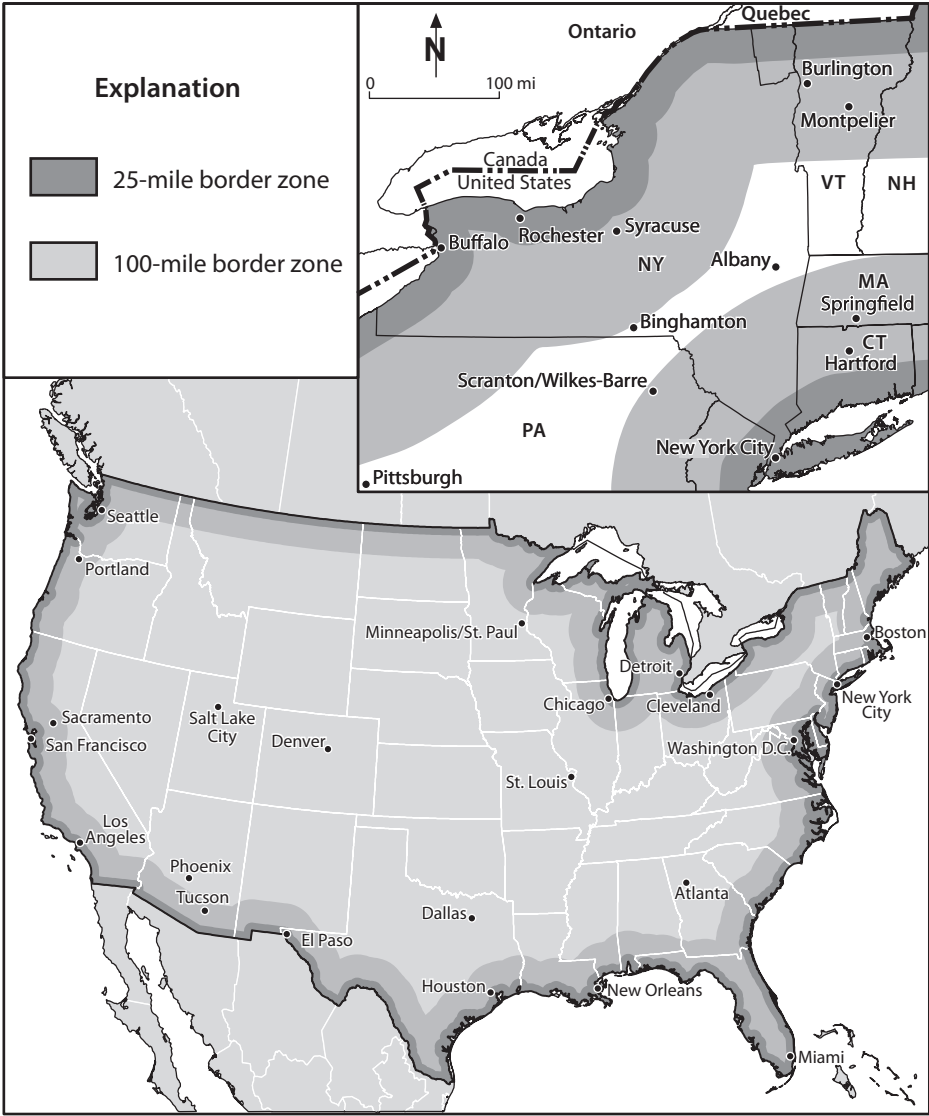 Explanation
25-mile border zone
100-mile border zone
N
0
100 mi
Ontario
Quebec
Burlington
Montpelier
Canada
United States
VT
NH
Buffalo
Rochester
Syracuse
NY
Albany
MA
Springfield
Binghamton
CT
Hartford
Scranton/Wilkes-Barre
PA
New York City
Pittsburgh
Seattle
Portland
Minneapolis/St. Paul
Boston
Detroit
Chicago
Cleveland
New York
City
Sacramento
San Francisco
Salt Lake
City
Denver
Washington D.C.
St. Louis
Los
Angeles
Phoenix
Tucson
Atlanta
Dallas
El Paso
Houston
New Orleans
Miami